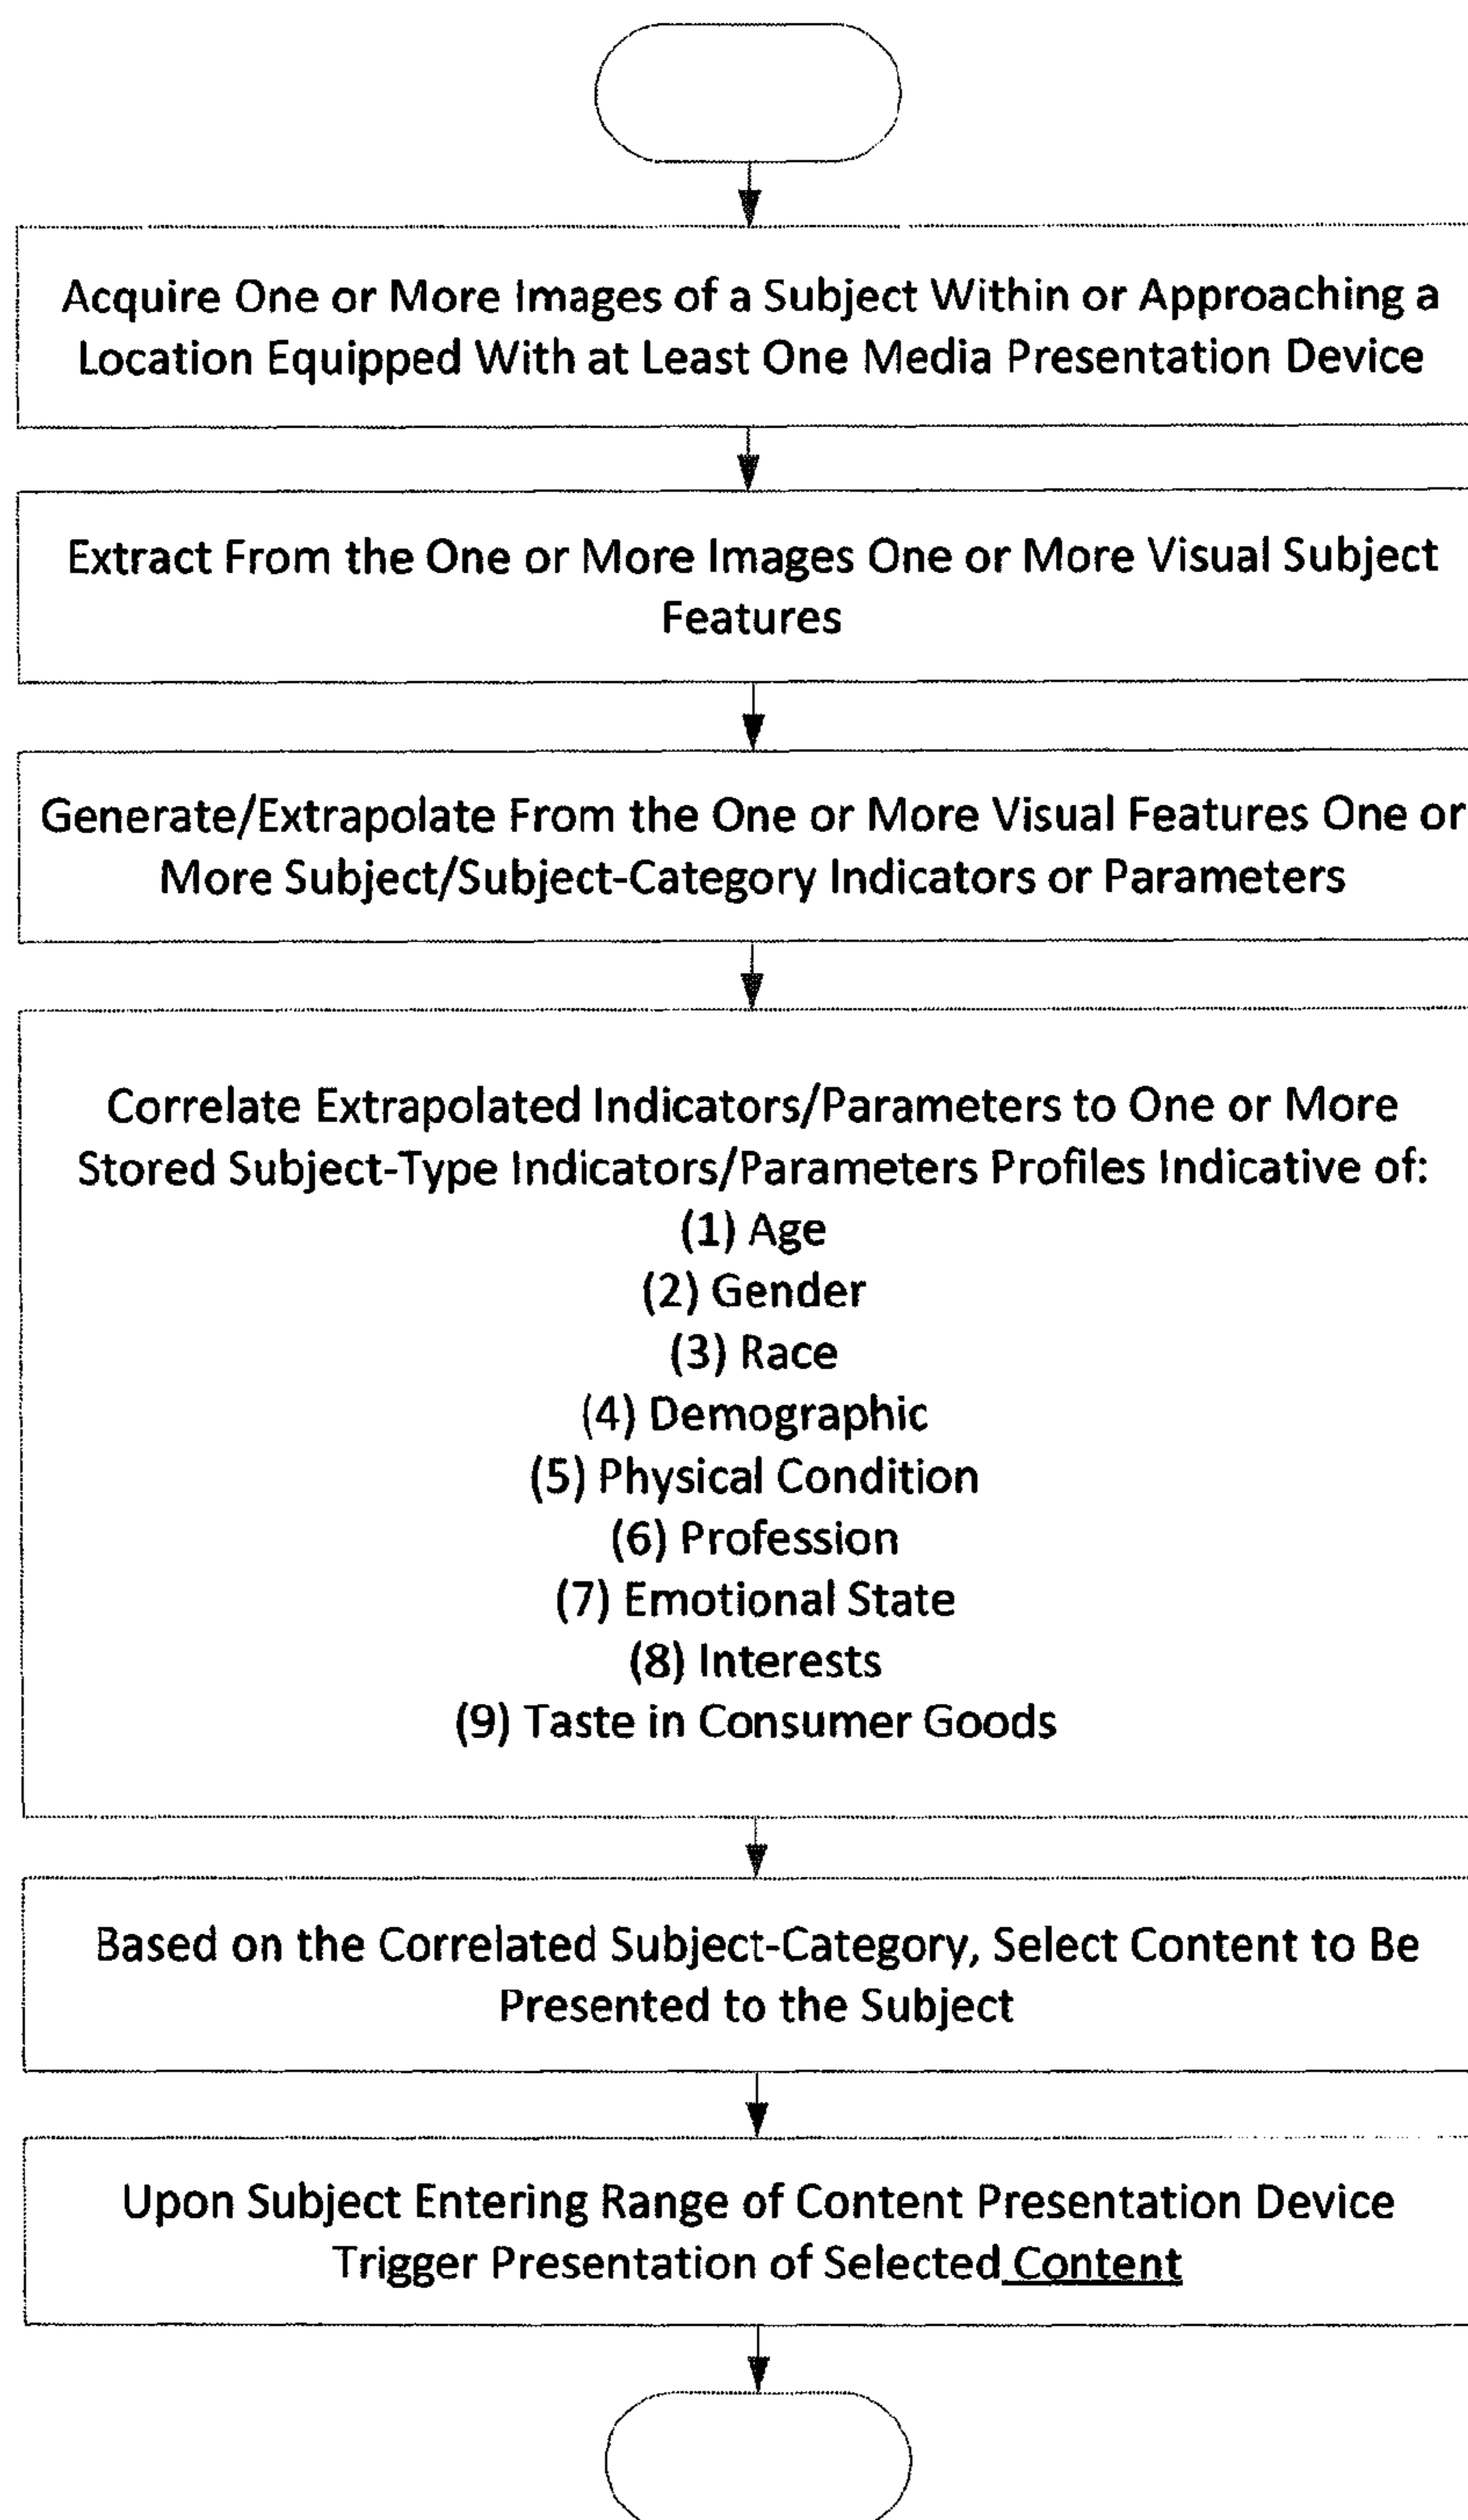 Acquire One or More Images of a Subject Within or Approaching a
Location Equipped With at Least One Media Presentation Device
Extract From the One or More Images One or More Visual Subject
Features
Generate/Extrapolate From the One or More Visual Features One or
More Subject/Subject-Category Indicators or Parameters
Correlate Extrapolated Indicators/Parameters to One or More
Stored Subject-Type Indicators/Parameters Profiles Indicative of:
(1) Age
(2) Gender
(3) Race
(4) Demographic
(5) Physical Condition
(6) Profession
(7) Emotional State
(8) Interests
(9) Taste in Consumer Goods
Based on the Correlated Subject-Category, Select Content to Be
Presented to the Subject
Upon Subject Entering Range of Content Presentation Device
Trigger Presentation of Selected Content